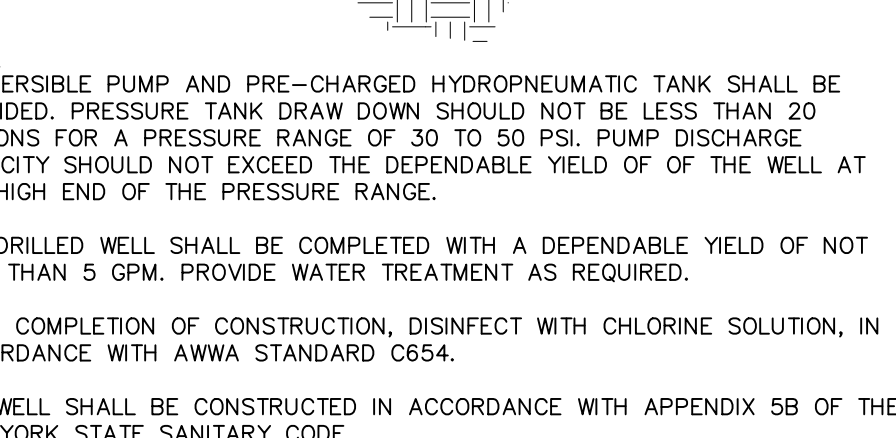 ERSIBLE PUMP AND PRE-CHARGED HYDROPNEUMATIC TANK SHALL BE
IDED. PRESSURE TANK DRAW DOWN SHOULD NOT BE LESS THAN 20
ONS FOR A PRESSURE RANGE OF 30 TO 50 PSI. PUMP DISCHARGE
CITY SHOULD NOT EXCEED THE DEPENDABLE YIELD OF OF THE WELL AT
HIGH END OF THE PRESSURE RANGE.
DRILLED WELL SHALL BE COMPLETED WITH A DEPENDABLE YIELD OF NOT
THAN 5 GPM. PROVIDE WATER TREATMENT AS REQUIRED.
COMPLETION OF CONSTRUCTION, DISINFECT WITH CHLORINE SOLUTION, IN
RDANCE WITH AWWA STANDARD C654.
WELL SHALL BE CONSTRUCTED IN ACCORDANCE WITH APPENDIX 5B OF THE
YORK STATE SANITARY CODE